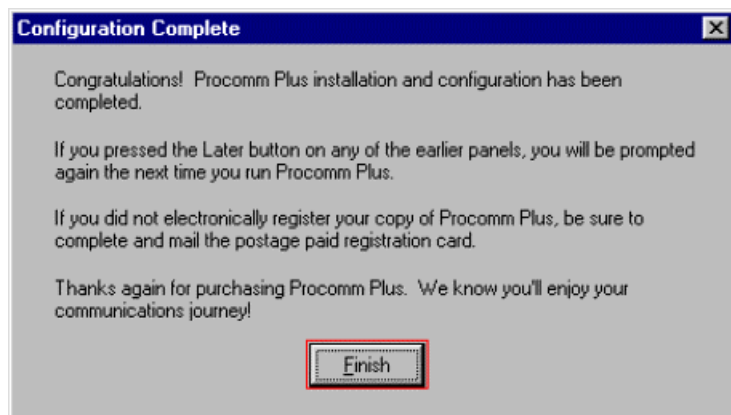 Configuration Complete
Congratulations!  Procomm Plus installation and configuration has been
completed.
If you pressed the Later button on any of the earlier panels, you will be prompted
again the next time you run Procomm Plus.
If you did not electronically register your copy of Procomm Plus, be sure to
complete and mail the postage paid registration card.
Thanks again for purchasing Procomm Plus.  We know you'll enjoy your
communications journey!
Finish